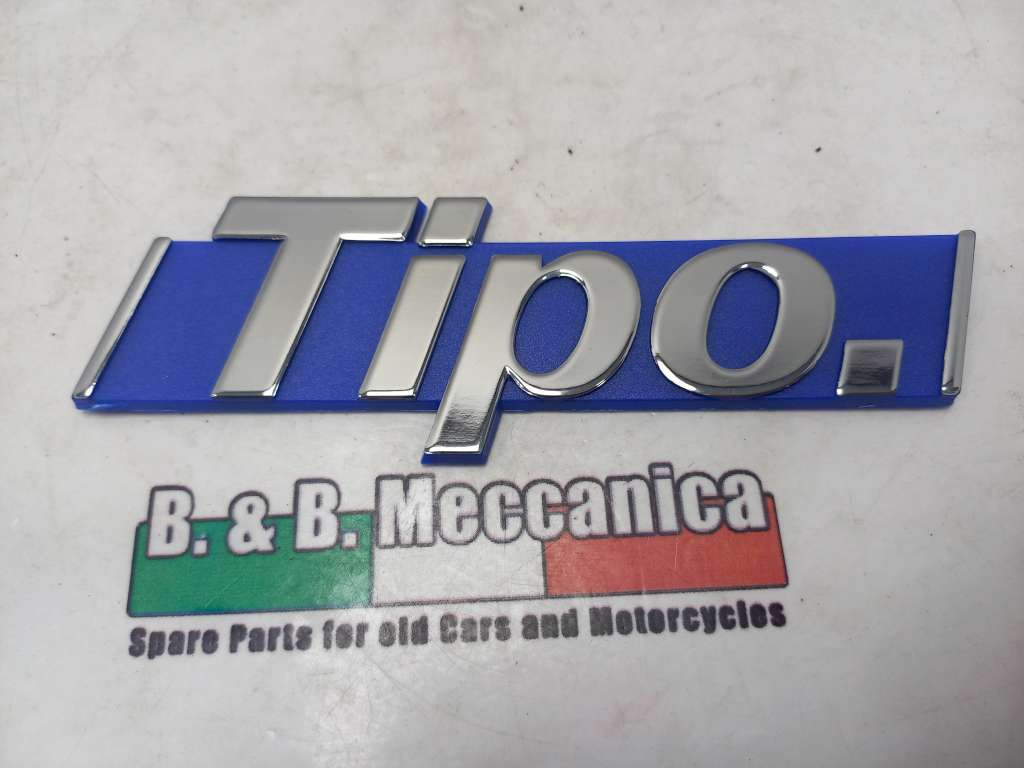 Tipo.
B. & B. Meccanica
Spare Parts for old Cars and Motorcycles